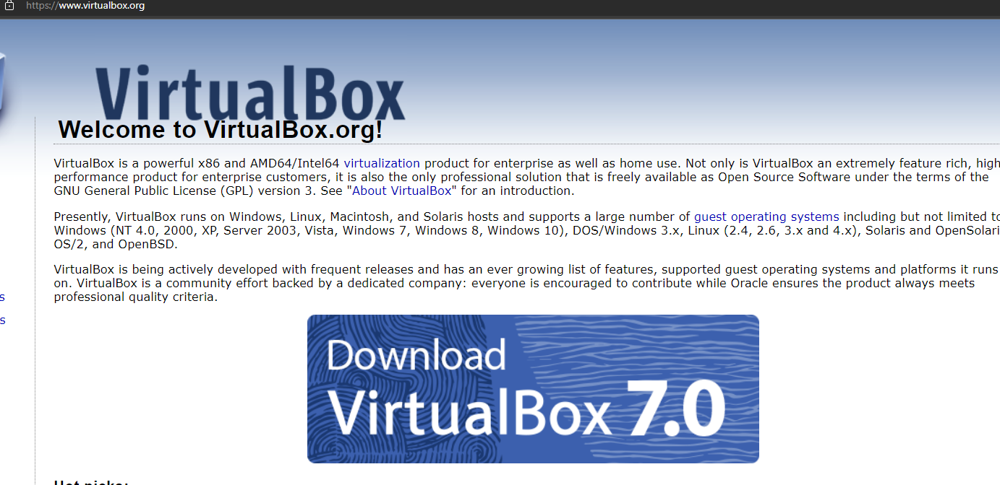 https://www.virtualbox.org
VirtualBox
Welcome to VirtualBox.org!
VirtualBox is a powerful x86 and AMD64/Intel64 virtualization product for enterprise as well as home use. Not only is VirtualBox an extremely feature rich, high
performance product for enterprise customers, it is also the only professional solution that is freely available as Open Source Software under the terms of the
GNU General Public License (GPL) version 3. See "About VirtualBox" for an introduction.
Presently, VirtualBox runs on Windows, Linux, Macintosh, and Solaris hosts and supports a large number of guest operating systems including but not limited to
Windows (NT 4.0, 2000, XP, Server 2003, Vista, Windows 7, Windows 8, Windows 10), DOS/Windows 3.x, Linux (2.4, 2.6, 3.x and 4.x), Solaris and OpenSolari
OS/2, and OpenBSD.
VirtualBox is being actively developed with frequent releases and has an ever growing list of features, supported guest operating systems and platforms it runs
on. VirtualBox is a community effort backed by a dedicated company: everyone is encouraged to contribute while Oracle ensures the product always meets
professional quality criteria.
s
s
Download
VirtualBox 7.0